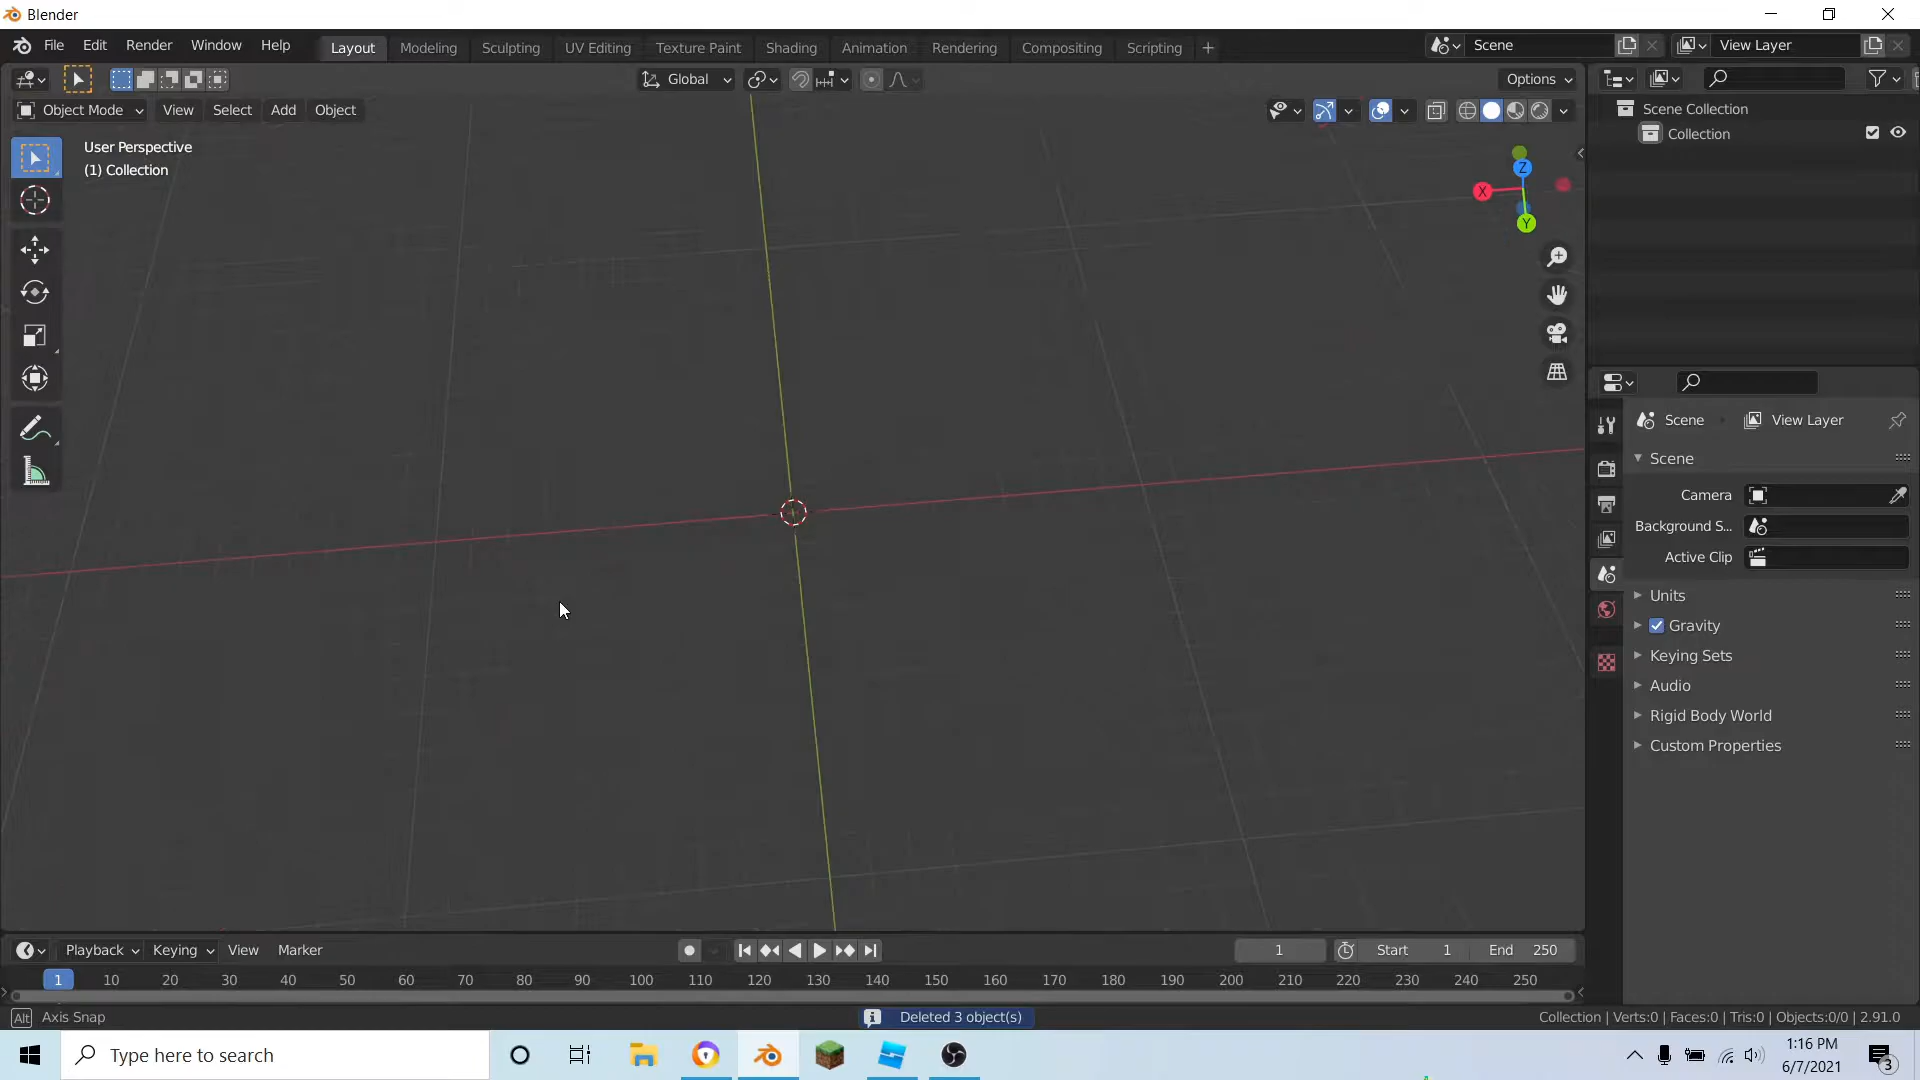 Blender
File Edit Render Window Help Layout Modeling Sculpting UV Editing Texture Paint Shading Animation Rendering Compositing Scripting + Scene View Layer
Global Options
Object Mode View Select Add Object
User Perspective
(1) Collection
Z
X
Y
Scene Collection
Collection
Scene View Layer
Scene
Camera
Background S...
Active Clip
Units
Gravity
Keying Sets
Audio
Rigid Body World
Custom Properties
Playback Keying View Marker 1 Start 1 End 250
1 10 20 30 40 50 60 70 80 90 100 110 120 130 140 150 160 170 180 190 200 210 220 230 240 250
Alt Axis Snap Deleted 3 object(s) Collection | Verts:0 | Faces:0 | Tris:0 | Objects:0/0 | 2.91.0
Type here to search
1:16 PM
6/7/2021
3